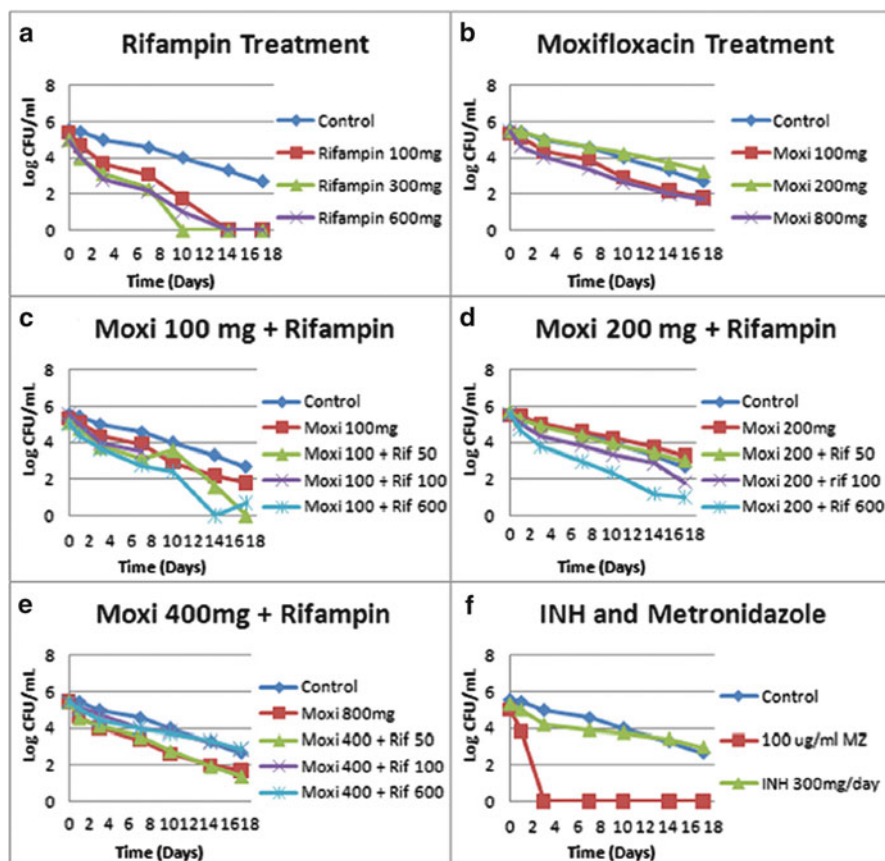 a
Rifampin Treatment
8
6
4
2
0
Log CFU/ml
0 2 4 6 8 10 12 14 16 18
Time (Days)
Control
Rifampin 100mg
Rifampin 300mg
Rifampin 600mg
b
Moxifloxacin Treatment
8
6
4
2
0
Log CFU/ml
0 2 4 6 8 10 12 14 16 18
Time (Days)
Control
Moxi 100mg
Moxi 200mg
Moxi 800mg
c
Moxi 100 mg + Rifampin
8
6
4
2
0
Log CFU/mL
0 2 4 6 8 10 12 14 16 18
Time (Days)
Control
Moxi 100mg
Moxi 100 + Rif 50
Moxi 100 + Rif 100
Moxi 100 + Rif 600
d
Moxi 200 mg + Rifampin
8
6
4
2
0
Log CFU/mL
0 2 4 6 8 10 12 14 16 18
Time (Days)
Control
Moxi 200mg
Moxi 200 + Rif 50
Moxi 200 + rif 100
Moxi 200 + Rif 600
e
Moxi 400mg + Rifampin
8
6
4
2
0
Log CFU/mL
0 2 4 6 8 10 12 14 16 18
Time (Days)
Control
Moxi 800mg
Moxi 400 + Rif 50
Moxi 400 + Rif 100
Moxi 400 + Rif 600
f
INH and Metronidazole
8
6
4
2
0
Log CFU/mL
0 2 4 6 8 10 12 14 16 18
Time (Days)
Control
100 ug/ml MZ
INH 300mg/day